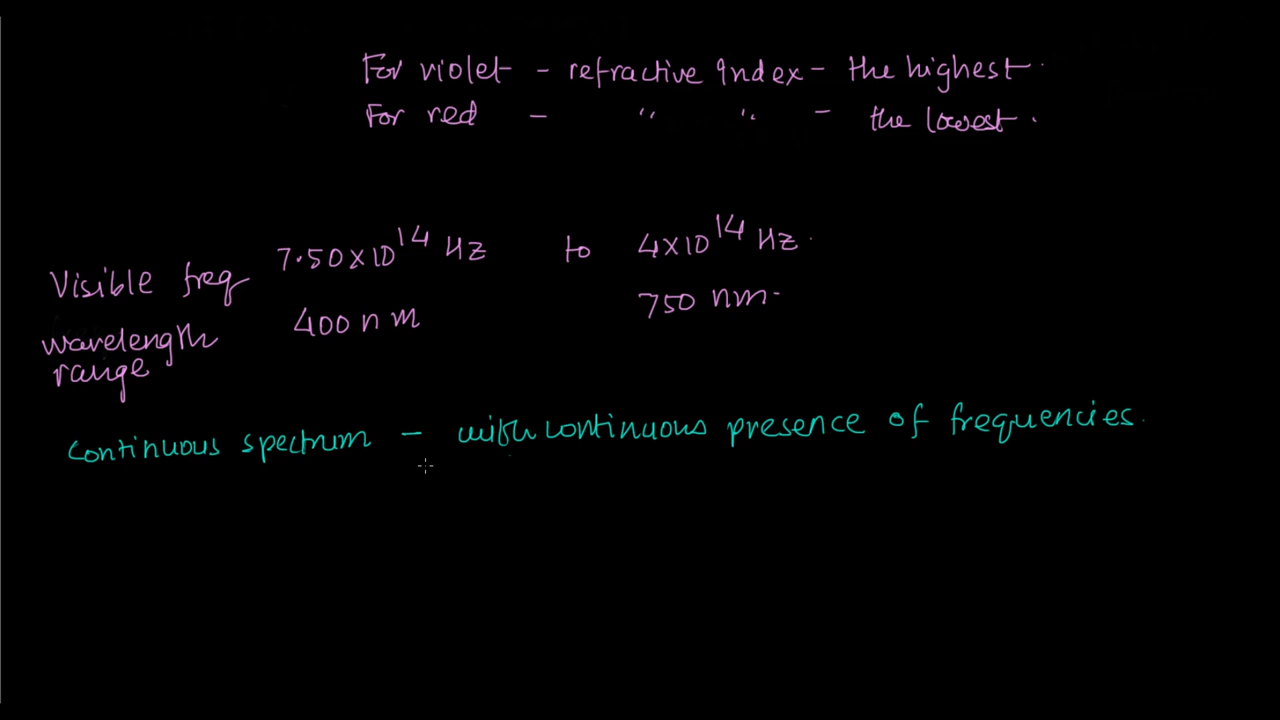 For violet - refractive Index - the highest.
For red - " " - the lowest.
Visible freq 7.50x10^14 Hz to 4x10^14 Hz.
wavelength range 400 nm 750 nm.
continuous spectrum - with continuous presence of frequencies.